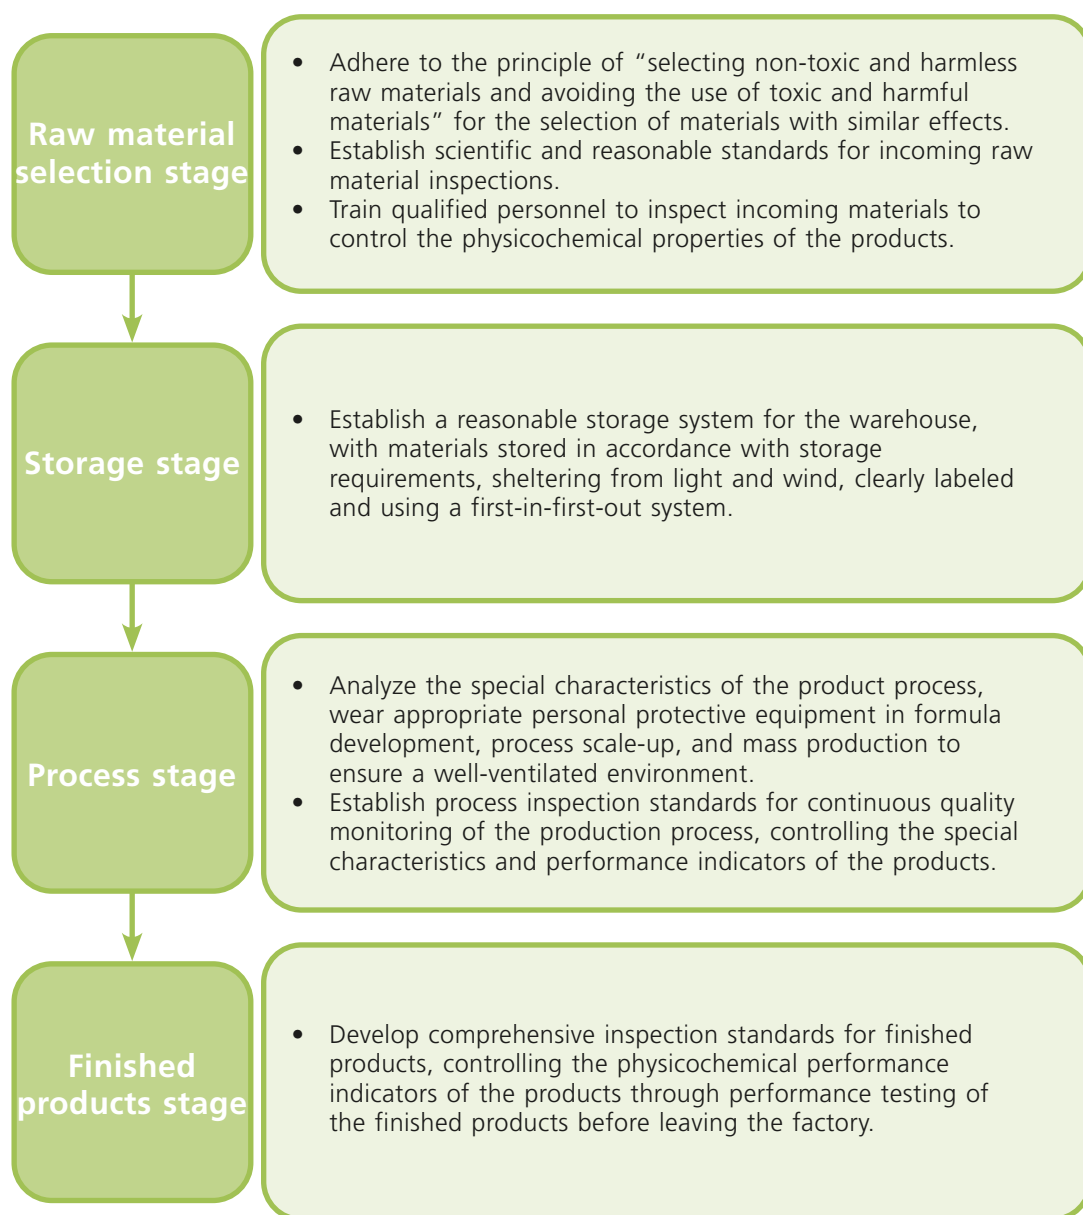 Raw material
selection stage
• Adhere to the principle of “selecting non-toxic and harmless
raw materials and avoiding the use of toxic and harmful
materials” for the selection of materials with similar effects.
• Establish scientific and reasonable standards for incoming raw
material inspections.
• Train qualified personnel to inspect incoming materials to
control the physicochemical properties of the products.
Storage stage
• Establish a reasonable storage system for the warehouse,
with materials stored in accordance with storage
requirements, sheltering from light and wind, clearly labeled
and using a first-in-first-out system.
Process stage
• Analyze the special characteristics of the product process,
wear appropriate personal protective equipment in formula
development, process scale-up, and mass production to
ensure a well-ventilated environment.
• Establish process inspection standards for continuous quality
monitoring of the production process, controlling the special
characteristics and performance indicators of the products.
Finished
products stage
• Develop comprehensive inspection standards for finished
products, controlling the physicochemical performance
indicators of the products through performance testing of
the finished products before leaving the factory.